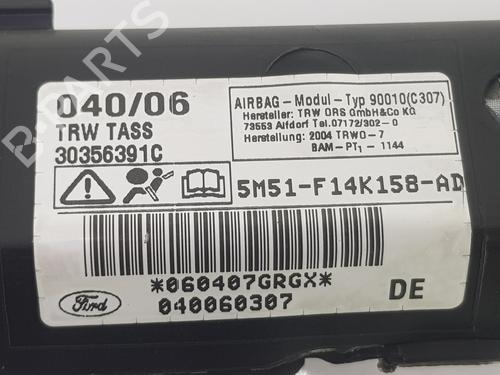 B-PARTS
040/06
TRW TASS
30356391C
AIRBAG-Modul-Typ 90010(C307)
Hersteller: TRW ORS GmbH&Co KG
73553 Alfdorf Tel.07172/302-0
Herstellung: 2004 TRWO-7
BAM-PT1-1144
5M51-F14K158-AD
*060407GRGX*
040060307
Ford
DE